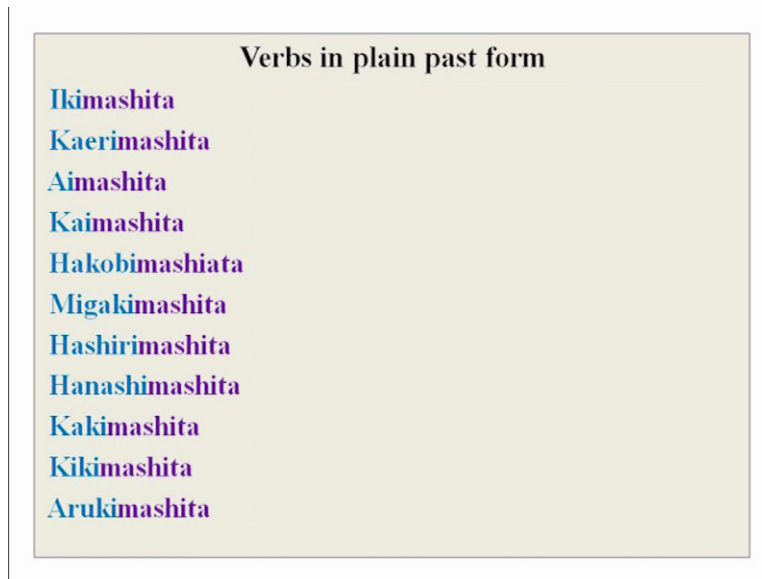 Verbs in plain past form
Ikimashita
Kaerimashita
Aimashita
Kaimashita
Hakobimashiata
Migakimashita
Hashirimashita
Hanashimashita
Kakimashita
Kikimashita
Arukimashita